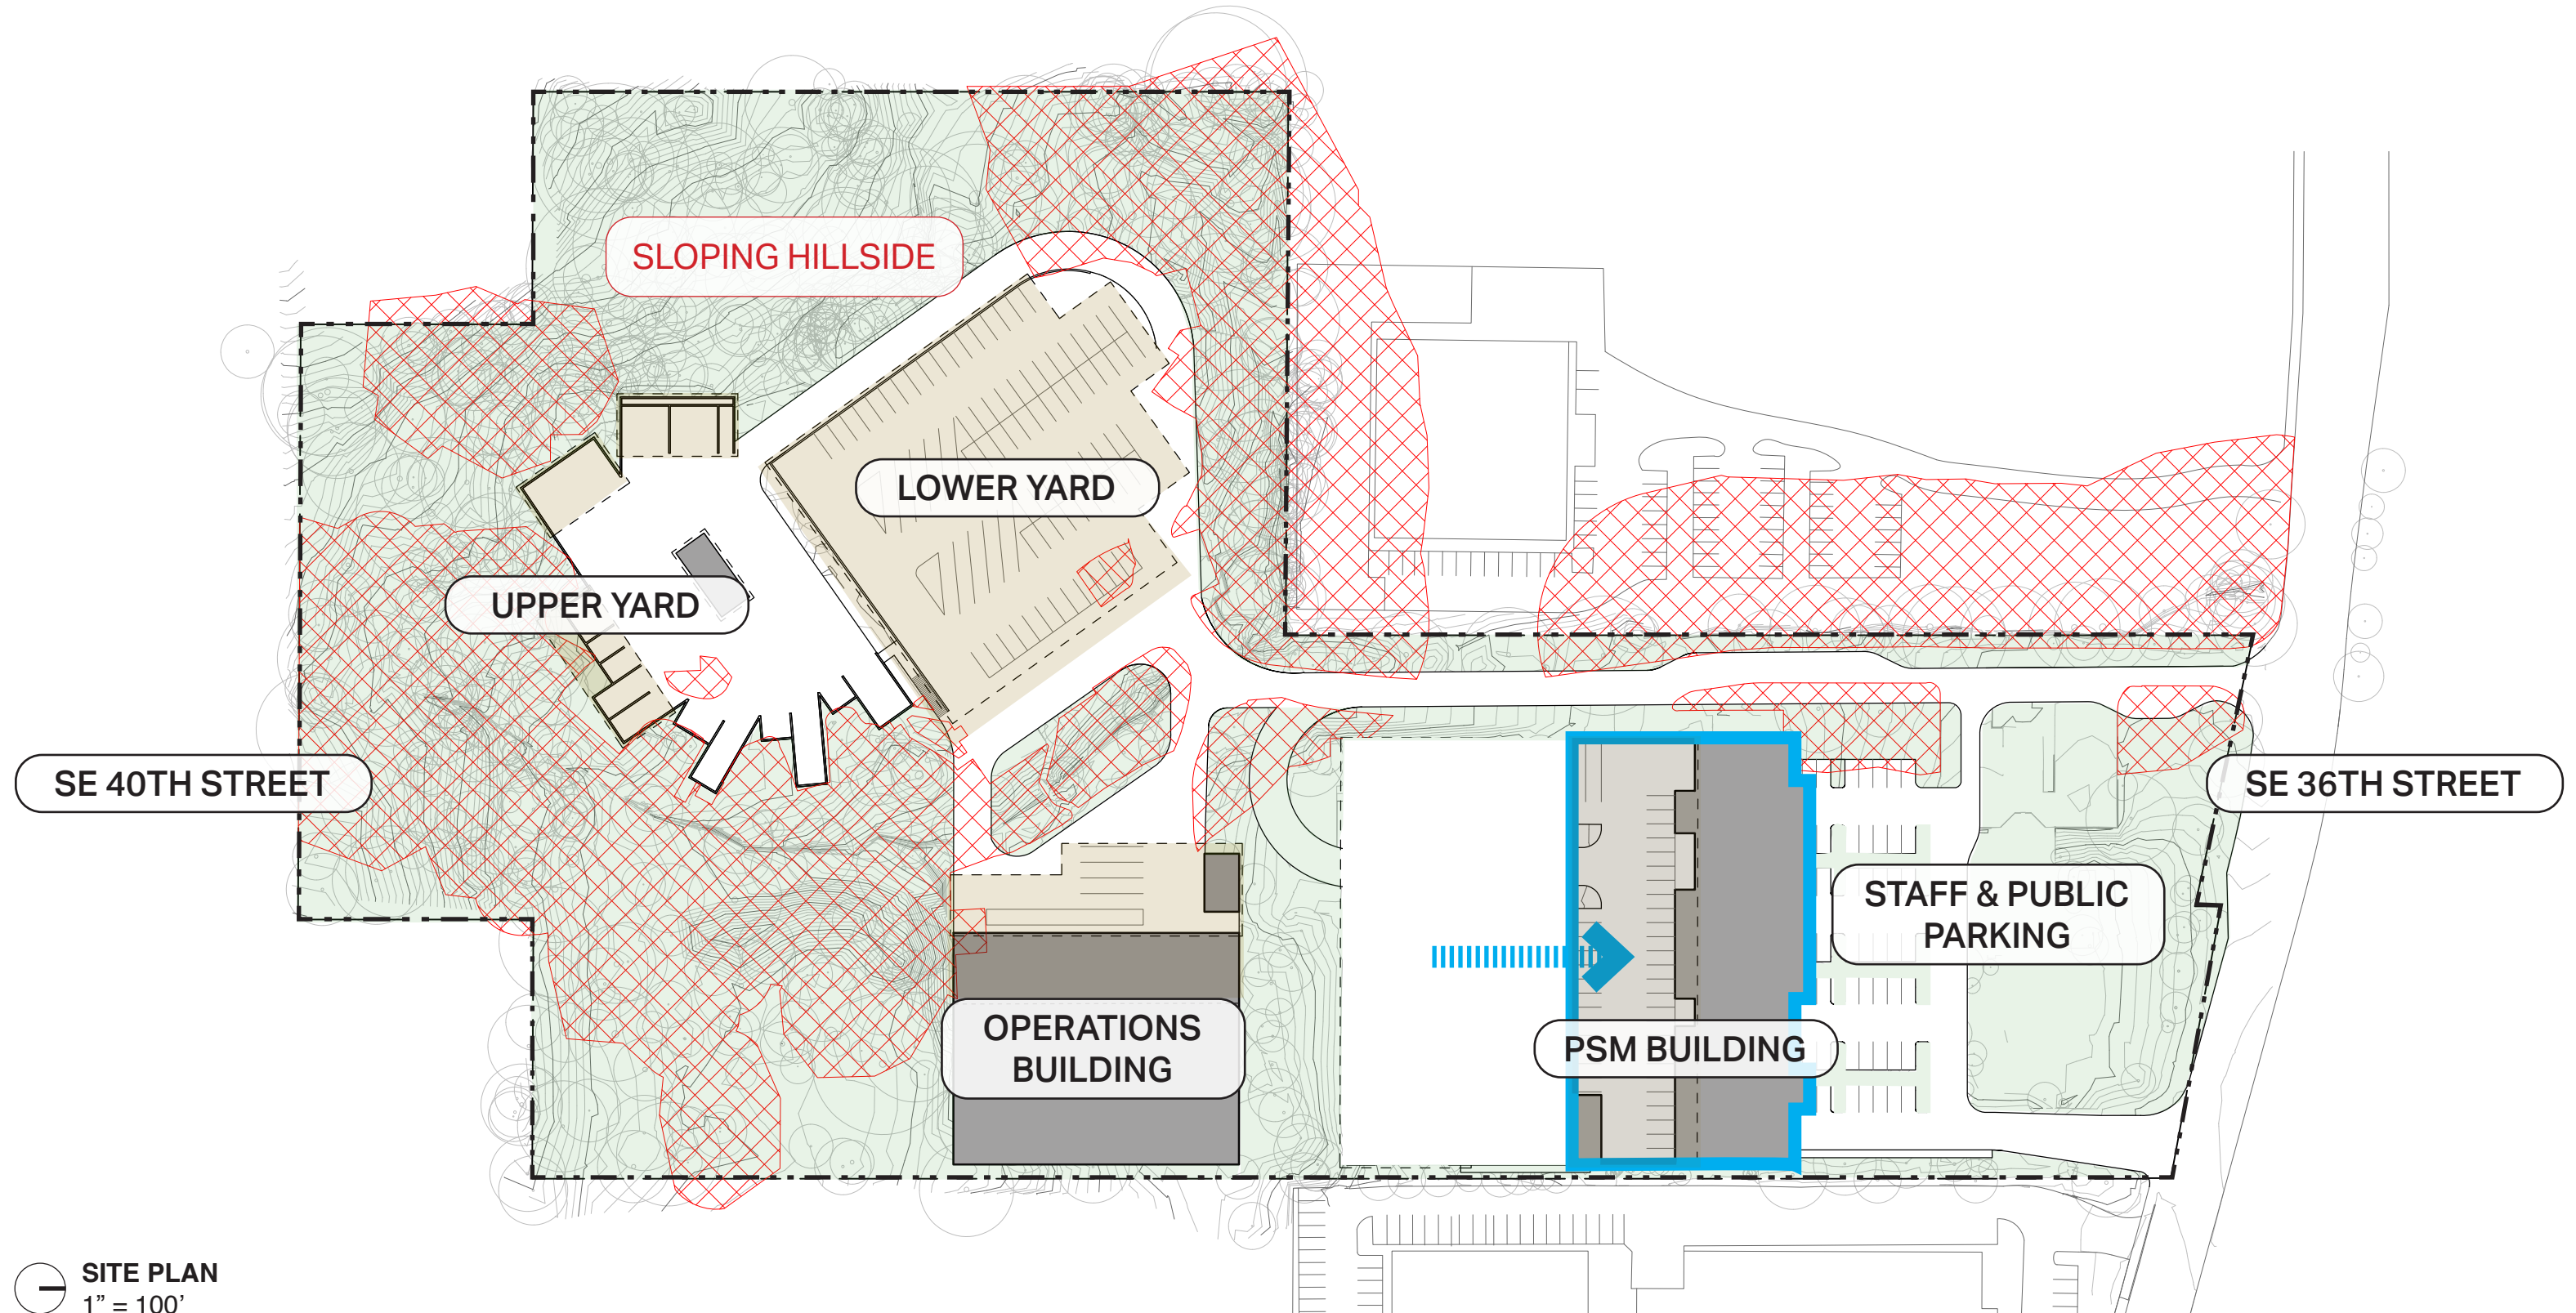 SLOPING HILLSIDE
LOWER YARD
UPPER YARD
SE 40TH STREET
SE 36TH STREET
STAFF & PUBLIC
PARKING
OPERATIONS
BUILDING
PSM BUILDING
SITE PLAN
1” = 100’